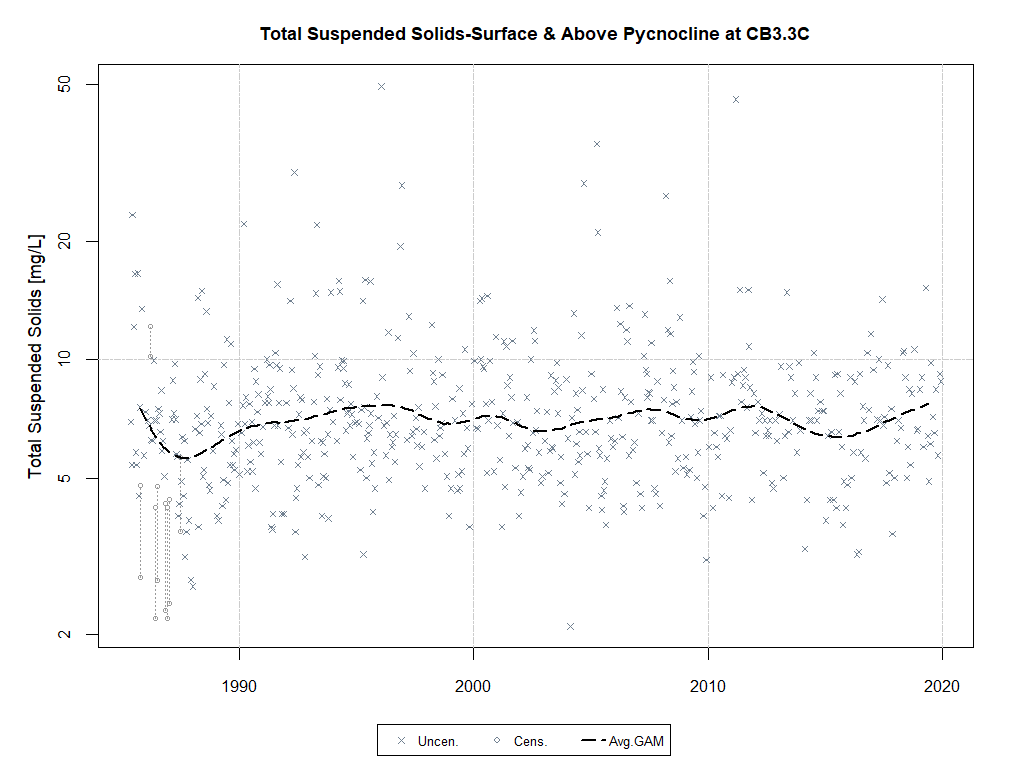 Total Suspended Solids-Surface & Above Pycnocline at CB3.3C
Total Suspended Solids [mg/L]
50
20
10
5
2
1990 2000 2010 2020
Uncen. Cens. Avg.GAM